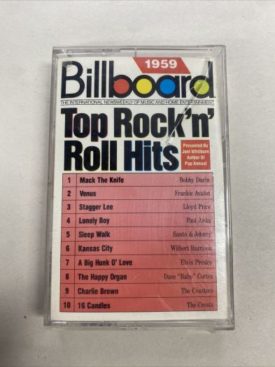 1959
Billboard
THE INTERNATIONAL NEWSWEEKLY OF MUSIC AND HOME ENTERTAINMENT
Top Rock'n'
Roll Hits
Presented By
Joel Whitburn
Author Of
Pop Annual
1 Mack The Knife Bobby Darin
2 Venus Frankie Avalon
3 Stagger Lee Lloyd Price
4 Lonely Boy Paul Anka
5 Sleep Walk Santo & Johnny
6 Kansas City Wilbert Harrison
7 A Big Hunk O' Love Elvis Presley
8 The Happy Organ Dave "Baby" Cortez
9 Charlie Brown The Coasters
10 16 Candles The Crests